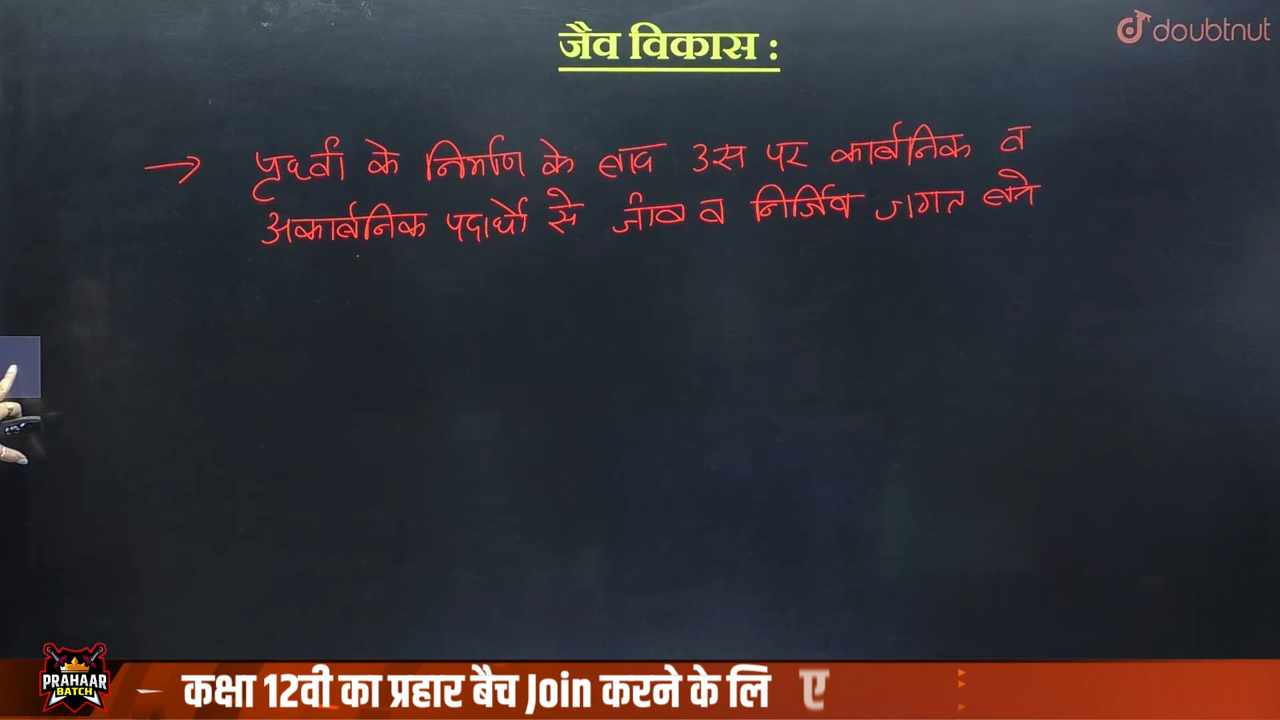 जैव विकास :
doubtnut
→ पृथ्वी के निर्माण के बाद उस पर कार्बनिक व
अकार्बनिक पदार्थों से जीव व निर्जिव जगत बने
PRAHAAR
BATCH
– कक्षा 12वी का प्रहार बैच Join करने के लि ए